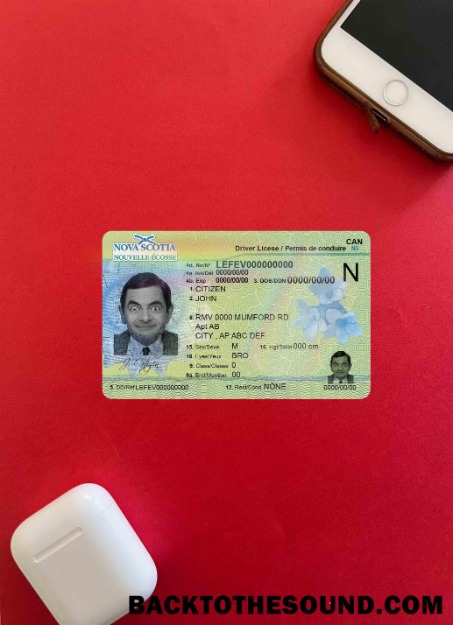 CAN
NOVA SCOTIA
NOUVELLE-ÉCOSSE
Driver Licese / Permis de conduire NS
4d. No/N° LEFEV000000000
4a. Iss/Dél 0000/00/00
4b. Exp 0000/00/00 3. DOB/DDN 0000/00/00
N
1. CITIZEN
2. JOHN
8. RMV 0000 MUMFORD RD
Apt AB
CITY , AP ABC DEF
15. Sex/Sexe M 16. Hgt/Taille 000 cm
18. Eyes/Yeux BRO
9. Class/Classe 0
9a. End/Mentions 00
5. DD/Réf LEFEV000000000 12. Rest/Cond NONE 0000/00/00
BACKTOTHESOUND.COM